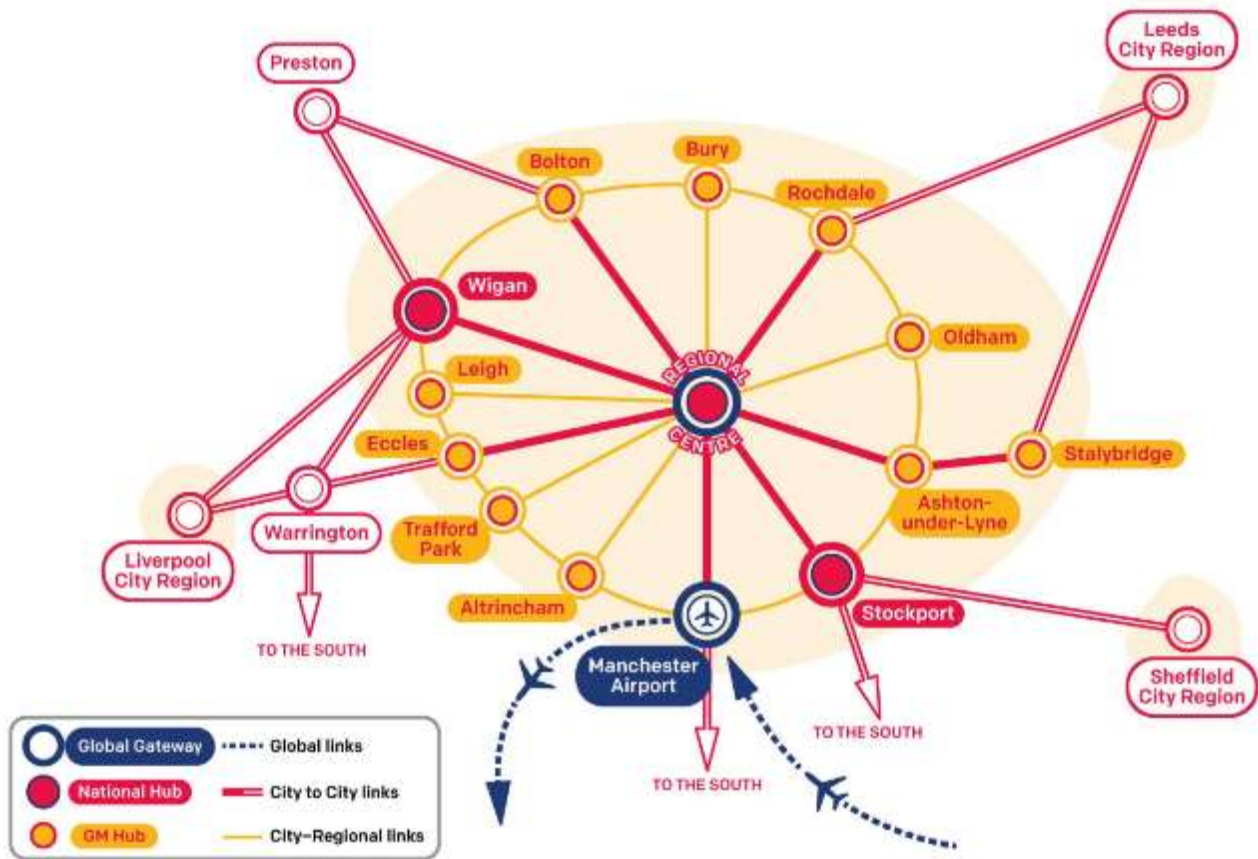 Preston
Leeds
City Region
Bolton
Bury
Rochdale
Wigan
Oldham
Leigh
REGIONAL
CENTRE
Eccles
Stalybridge
Ashton-
under-Lyne
Trafford
Park
Warrington
Liverpool
City Region
Altrincham
Stockport
TO THE SOUTH
Manchester
Airport
Sheffield
City Region
TO THE SOUTH
TO THE SOUTH
Global Gateway
Global links
National Hub
City to City links
GM Hub
City-Regional links